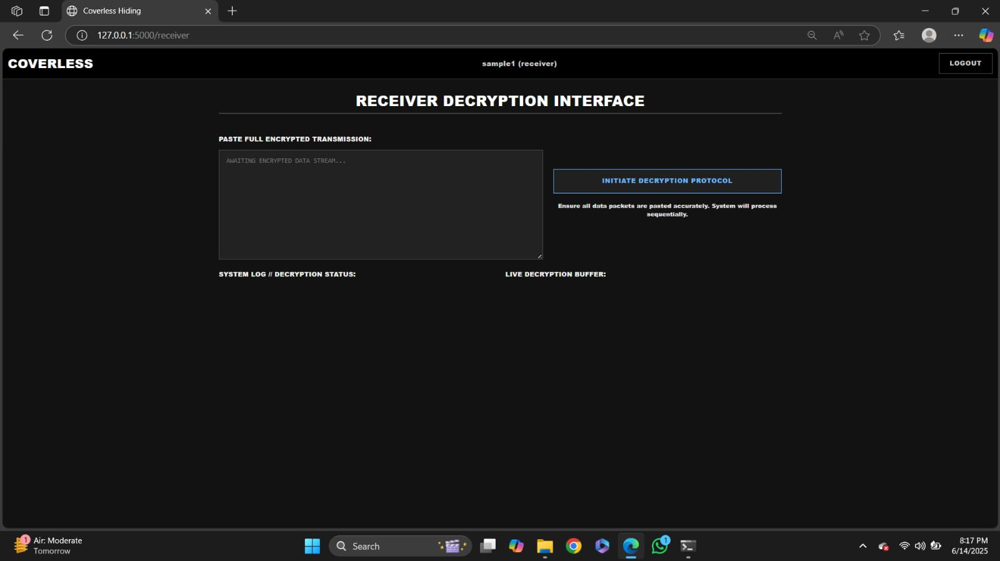 Coverless Hiding
127.0.0.1:5000/receiver
COVERLESS
sample1 (receiver)
LOGOUT
RECEIVER DECRYPTION INTERFACE
PASTE FULL ENCRYPTED TRANSMISSION:
AWAITING ENCRYPTED DATA STREAM...
INITIATE DECRYPTION PROTOCOL
Ensure all data packets are pasted accurately. System will process
sequentially.
SYSTEM LOG // DECRYPTION STATUS:
LIVE DECRYPTION BUFFER:
1
Air: Moderate
Tomorrow
Search
1
8:17 PM
6/14/2025